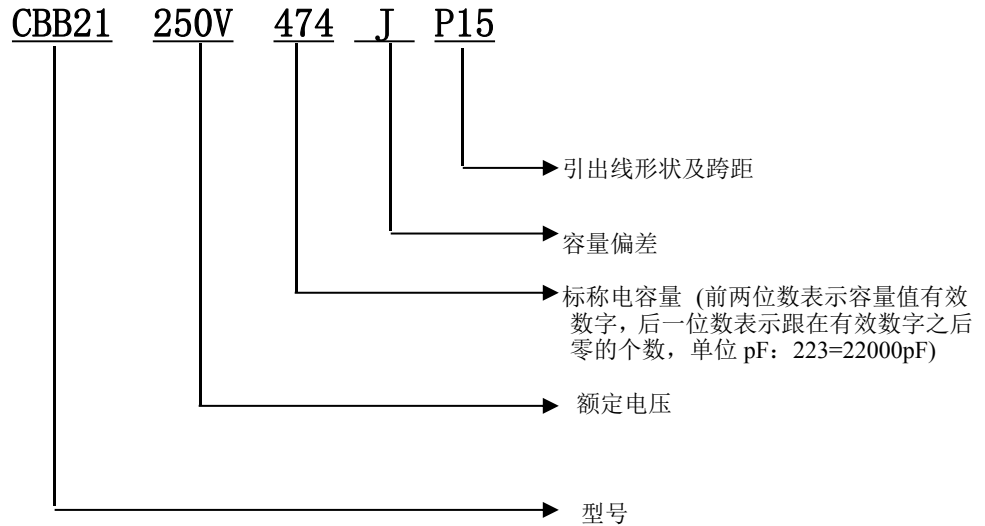 CBB21 250V 474 J P15
引出线形状及跨距
容量偏差
标称电容量 (前两位数表示容量值有效
数字，后一位数表示跟在有效数字之后
零的个数，单位 pF：223=22000pF)
额定电压
型号